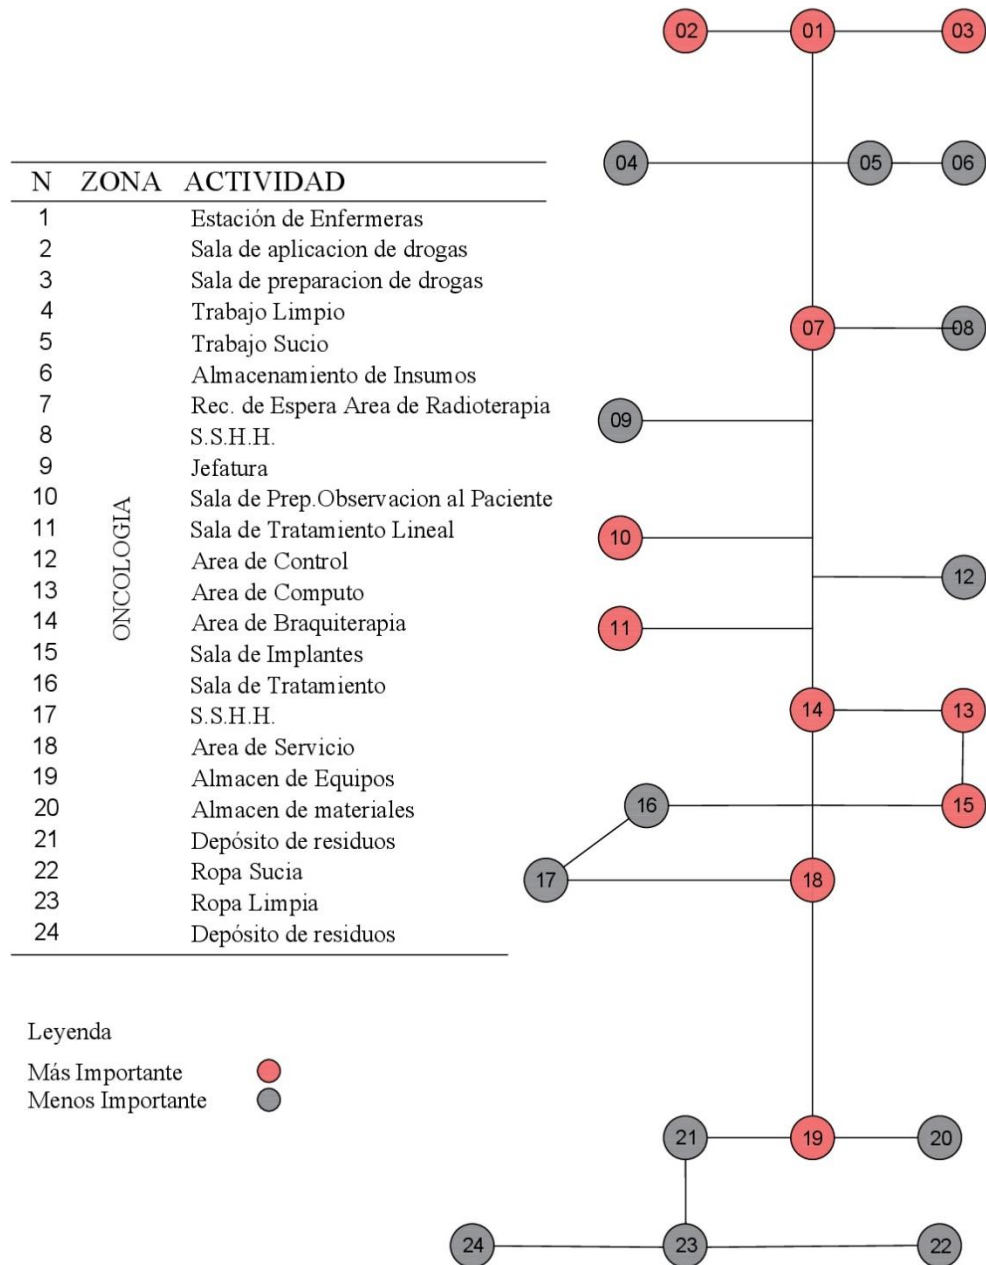 02 01 03
04 05 06
07 08
09
10
12
11
14 13
16 15
17 18
21 19 20
24 23 22
N ZONA ACTIVIDAD
ONCOLOGIA
1 Estación de Enfermeras
2 Sala de aplicacion de drogas
3 Sala de preparacion de drogas
4 Trabajo Limpio
5 Trabajo Sucio
6 Almacenamiento de Insumos
7 Rec. de Espera Area de Radioterapia
8 S.S.H.H.
9 Jefatura
10 Sala de Prep.Observacion al Paciente
11 Sala de Tratamiento Lineal
12 Area de Control
13 Area de Computo
14 Area de Braquiterapia
15 Sala de Implantes
16 Sala de Tratamiento
17 S.S.H.H.
18 Area de Servicio
19 Almacen de Equipos
20 Almacen de materiales
21 Depósito de residuos
22 Ropa Sucia
23 Ropa Limpia
24 Depósito de residuos
Leyenda
Más Importante
Menos Importante